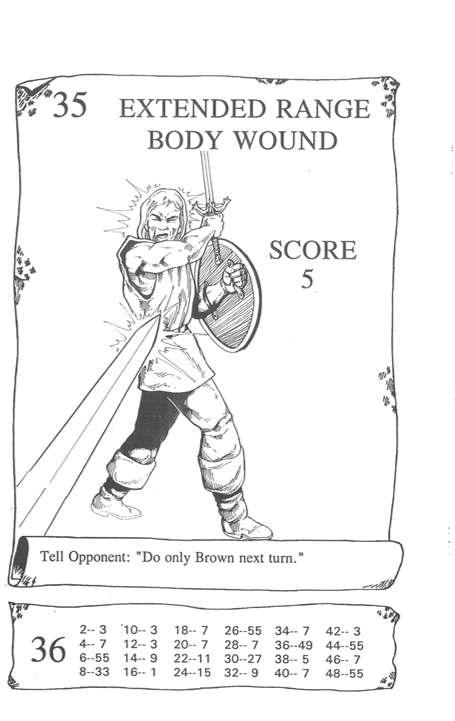 35 EXTENDED RANGE
BODY WOUND
SCORE
5
Tell Opponent: "Do only Brown next turn."
36
2-- 3 10-- 3 18-- 7 26--55 34-- 7 42-- 3
4-- 7 12-- 3 20-- 7 28-- 7 36--49 44--55
6--55 14-- 9 22--11 30--27 38-- 5 46-- 7
8--33 16-- 1 24--15 32-- 9 40-- 7 48--55